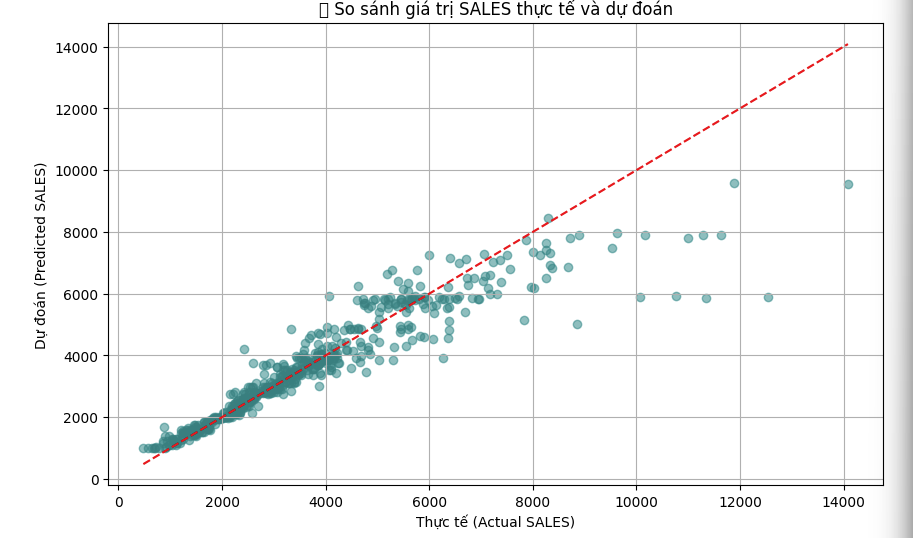 ▯ So sánh giá trị SALES thực tế và dự đoán
14000
12000
10000
8000
6000
4000
2000
0
Dự đoán (Predicted SALES)
0 2000 4000 6000 8000 10000 12000 14000
Thực tế (Actual SALES)